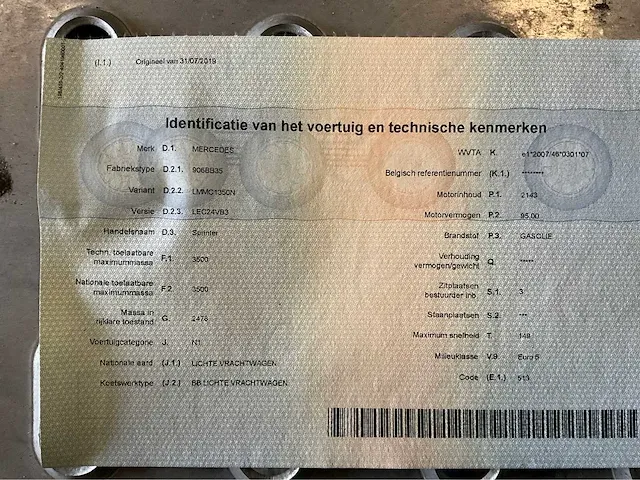 (I.1.) Origineel van 31/07/2019
Identificatie van het voertuig en technische kenmerken
Merk D.1. MERCEDES
Fabriekstype D.2.1. 906BB35
Variant D.2.2. LMMG1350N
Versie D.2.3. LEC24VB3
Handelsnaam D.3. Sprinter
Techn. toelaatbare
maximummassa F.1. 3500
Nationale toelaatbare
maximummassa F.2. 3500
Massa in
rijklare toestand G. 2478
Voertuigcategorie J. N1
Nationale aard (J.1.) LICHTE VRACHTWAGEN
Koetswerktype (J.2.) BB LICHTE VRACHTWAGEN
WVTA K. e1*2007/46*0301*07
Belgisch referentienummer (K.1.) ********
Motorinhoud P.1. 2143
Motorvermogen P.2. 95.00
Brandstof P.3. GASOLIE
Verhouding
vermogen/gewicht Q. *****
Zitplaatsen
bestuurder inb. S.1. 3
Staanplaatsen S.2. ***
Maximum snelheid T. 149
Milieuklasse V.9. Euro 5
Code (E.1.) 513